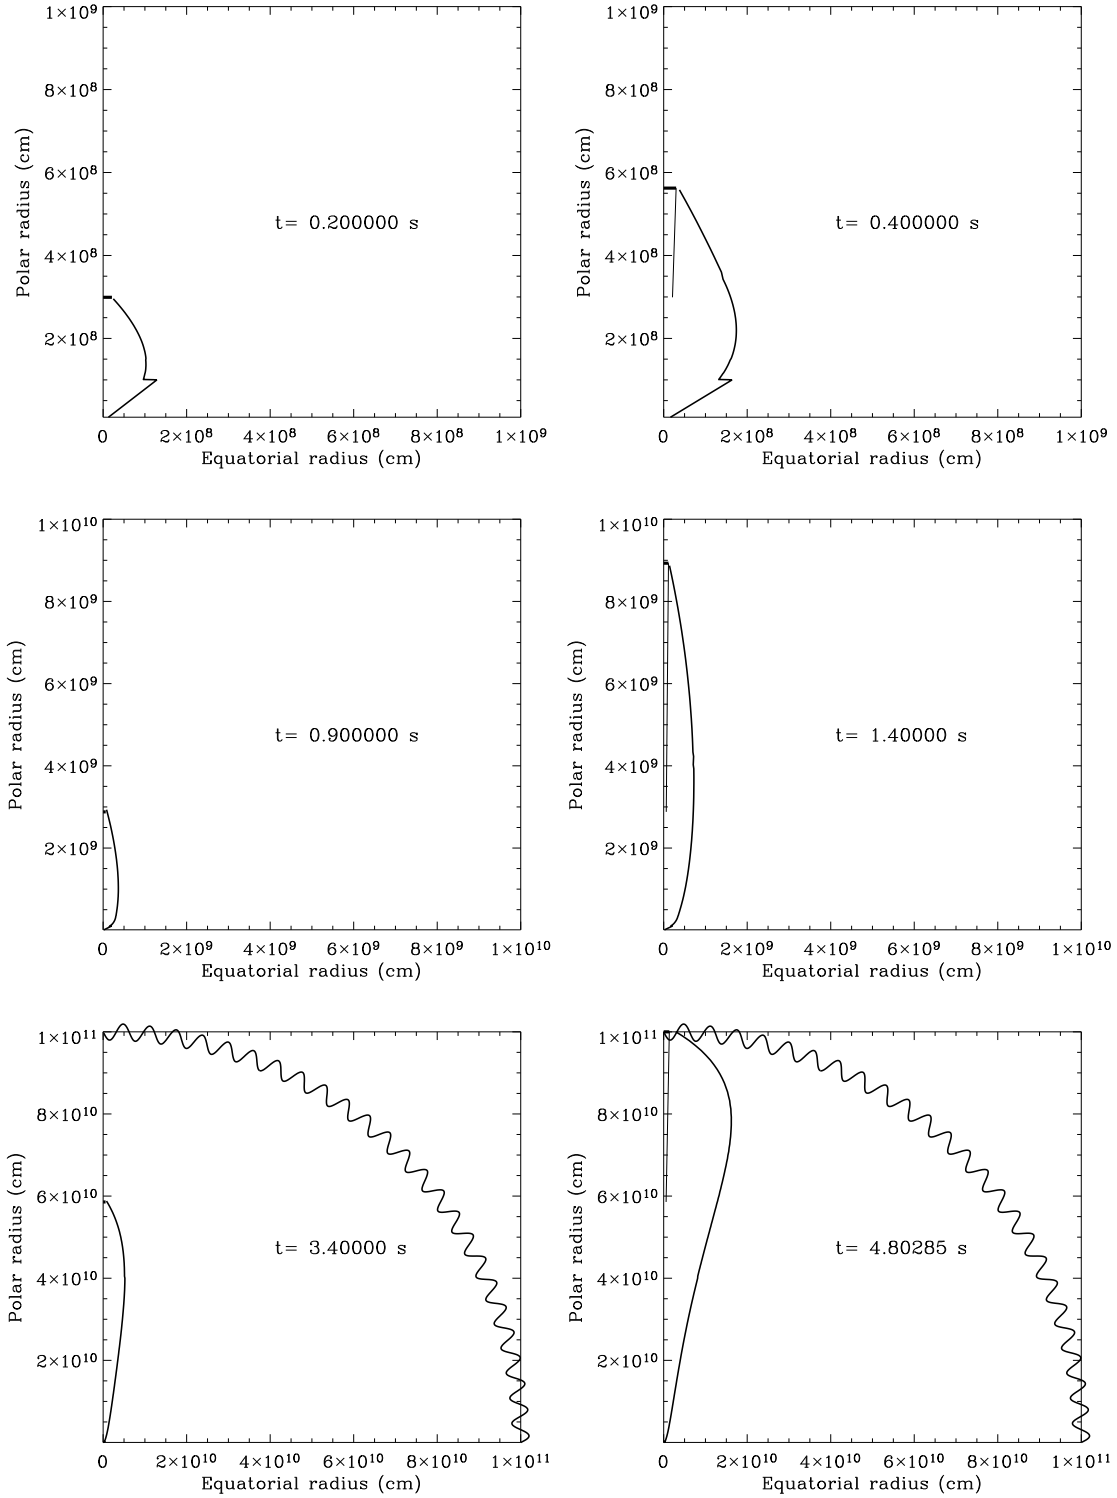 1×10⁹ 1×10⁹
8×10⁸ 8×10⁸
6×10⁸ 6×10⁸
4×10⁸ 4×10⁸
2×10⁸ 2×10⁸
Polar radius (cm) Polar radius (cm)
t= 0.200000 s t= 0.400000 s
0 2×10⁸ 4×10⁸ 6×10⁸ 8×10⁸ 1×10⁹ 0 2×10⁸ 4×10⁸ 6×10⁸ 8×10⁸ 1×10⁹
Equatorial radius (cm) Equatorial radius (cm)
1×10¹⁰ 1×10¹⁰
8×10⁹ 8×10⁹
6×10⁹ 6×10⁹
4×10⁹ 4×10⁹
2×10⁹ 2×10⁹
Polar radius (cm) Polar radius (cm)
t= 0.900000 s t= 1.40000 s
0 2×10⁹ 4×10⁹ 6×10⁹ 8×10⁹ 1×10¹⁰ 0 2×10⁹ 4×10⁹ 6×10⁹ 8×10⁹ 1×10¹⁰
Equatorial radius (cm) Equatorial radius (cm)
1×10¹¹ 1×10¹¹
8×10¹⁰ 8×10¹⁰
6×10¹⁰ 6×10¹⁰
4×10¹⁰ 4×10¹⁰
2×10¹⁰ 2×10¹⁰
Polar radius (cm) Polar radius (cm)
t= 3.40000 s t= 4.80285 s
0 2×10¹⁰ 4×10¹⁰ 6×10¹⁰ 8×10¹⁰ 1×10¹¹ 0 2×10¹⁰ 4×10¹⁰ 6×10¹⁰ 8×10¹⁰ 1×10¹¹
Equatorial radius (cm) Equatorial radius (cm)